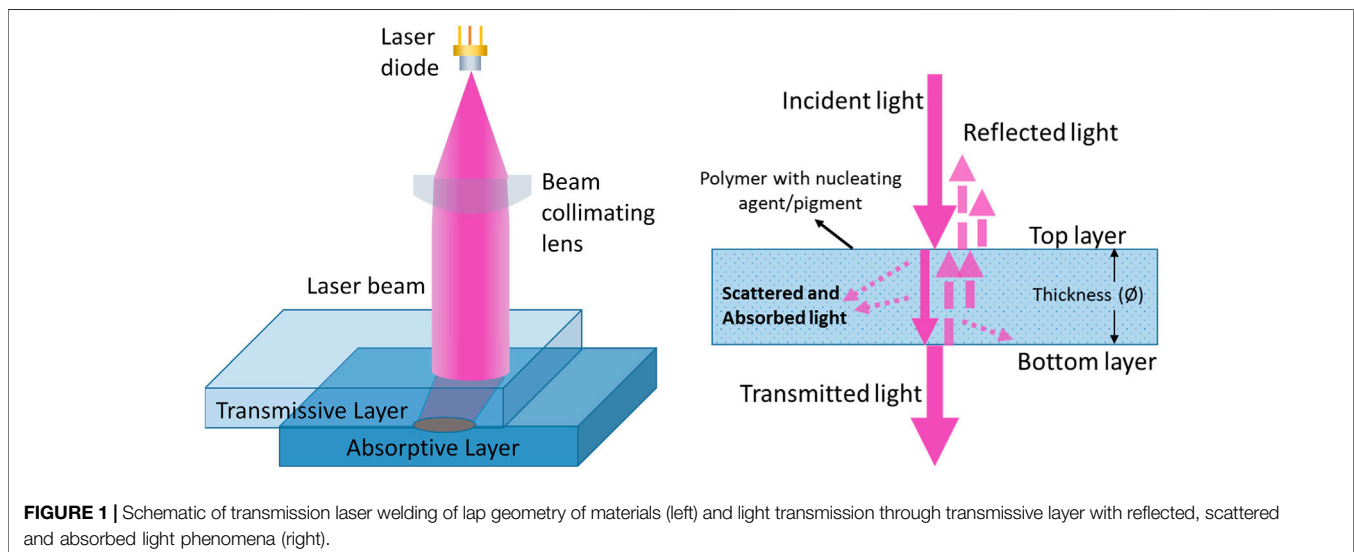 Laser
diode
Beam
collimating
lens
Laser beam
Transmissive Layer
Absorptive Layer
Incident light
Reflected light
Polymer with nucleating
agent/pigment
Top layer
Scattered and
Absorbed light
Thickness (Ø)
Bottom layer
Transmitted light
FIGURE 1 | Schematic of transmission laser welding of lap geometry of materials (left) and light transmission through transmissive layer with reflected, scattered
and absorbed light phenomena (right).